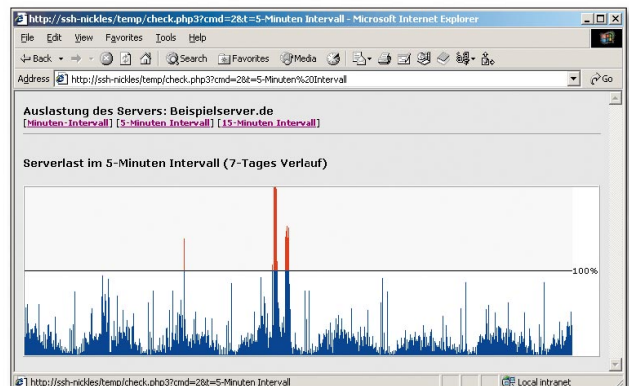 http://ssh-nickles/temp/check.php3?cmd=2&t=5-Minuten Intervall - Microsoft Internet Explorer
File Edit View Favorites Tools Help
Back Search Favorites Media
Address http://ssh-nickles/temp/check.php3?cmd=2&t=5-Minuten%20Intervall Go
Auslastung des Servers: Beispielserver.de
[Minuten-Intervall] [5-Minuten Intervall] [15-Minuten Intervall]
Serverlast im 5-Minuten Intervall (7-Tages Verlauf)
100%
http://ssh-nickles/temp/check.php3?cmd=2&t=5-Minuten Intervall Local intranet